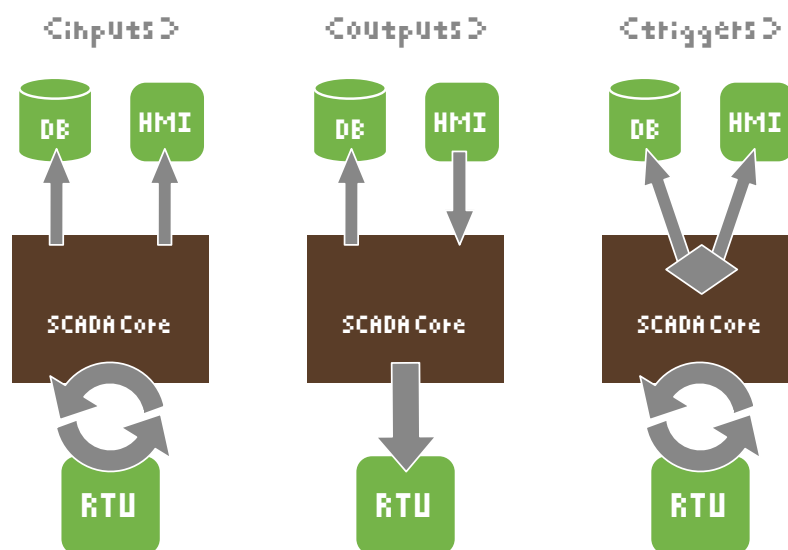 <inputs>
<outputs>
<triggers>
DB
HMI
DB
HMI
DB
HMI
SCADA Core
SCADA Core
SCADA Core
RTU
RTU
RTU